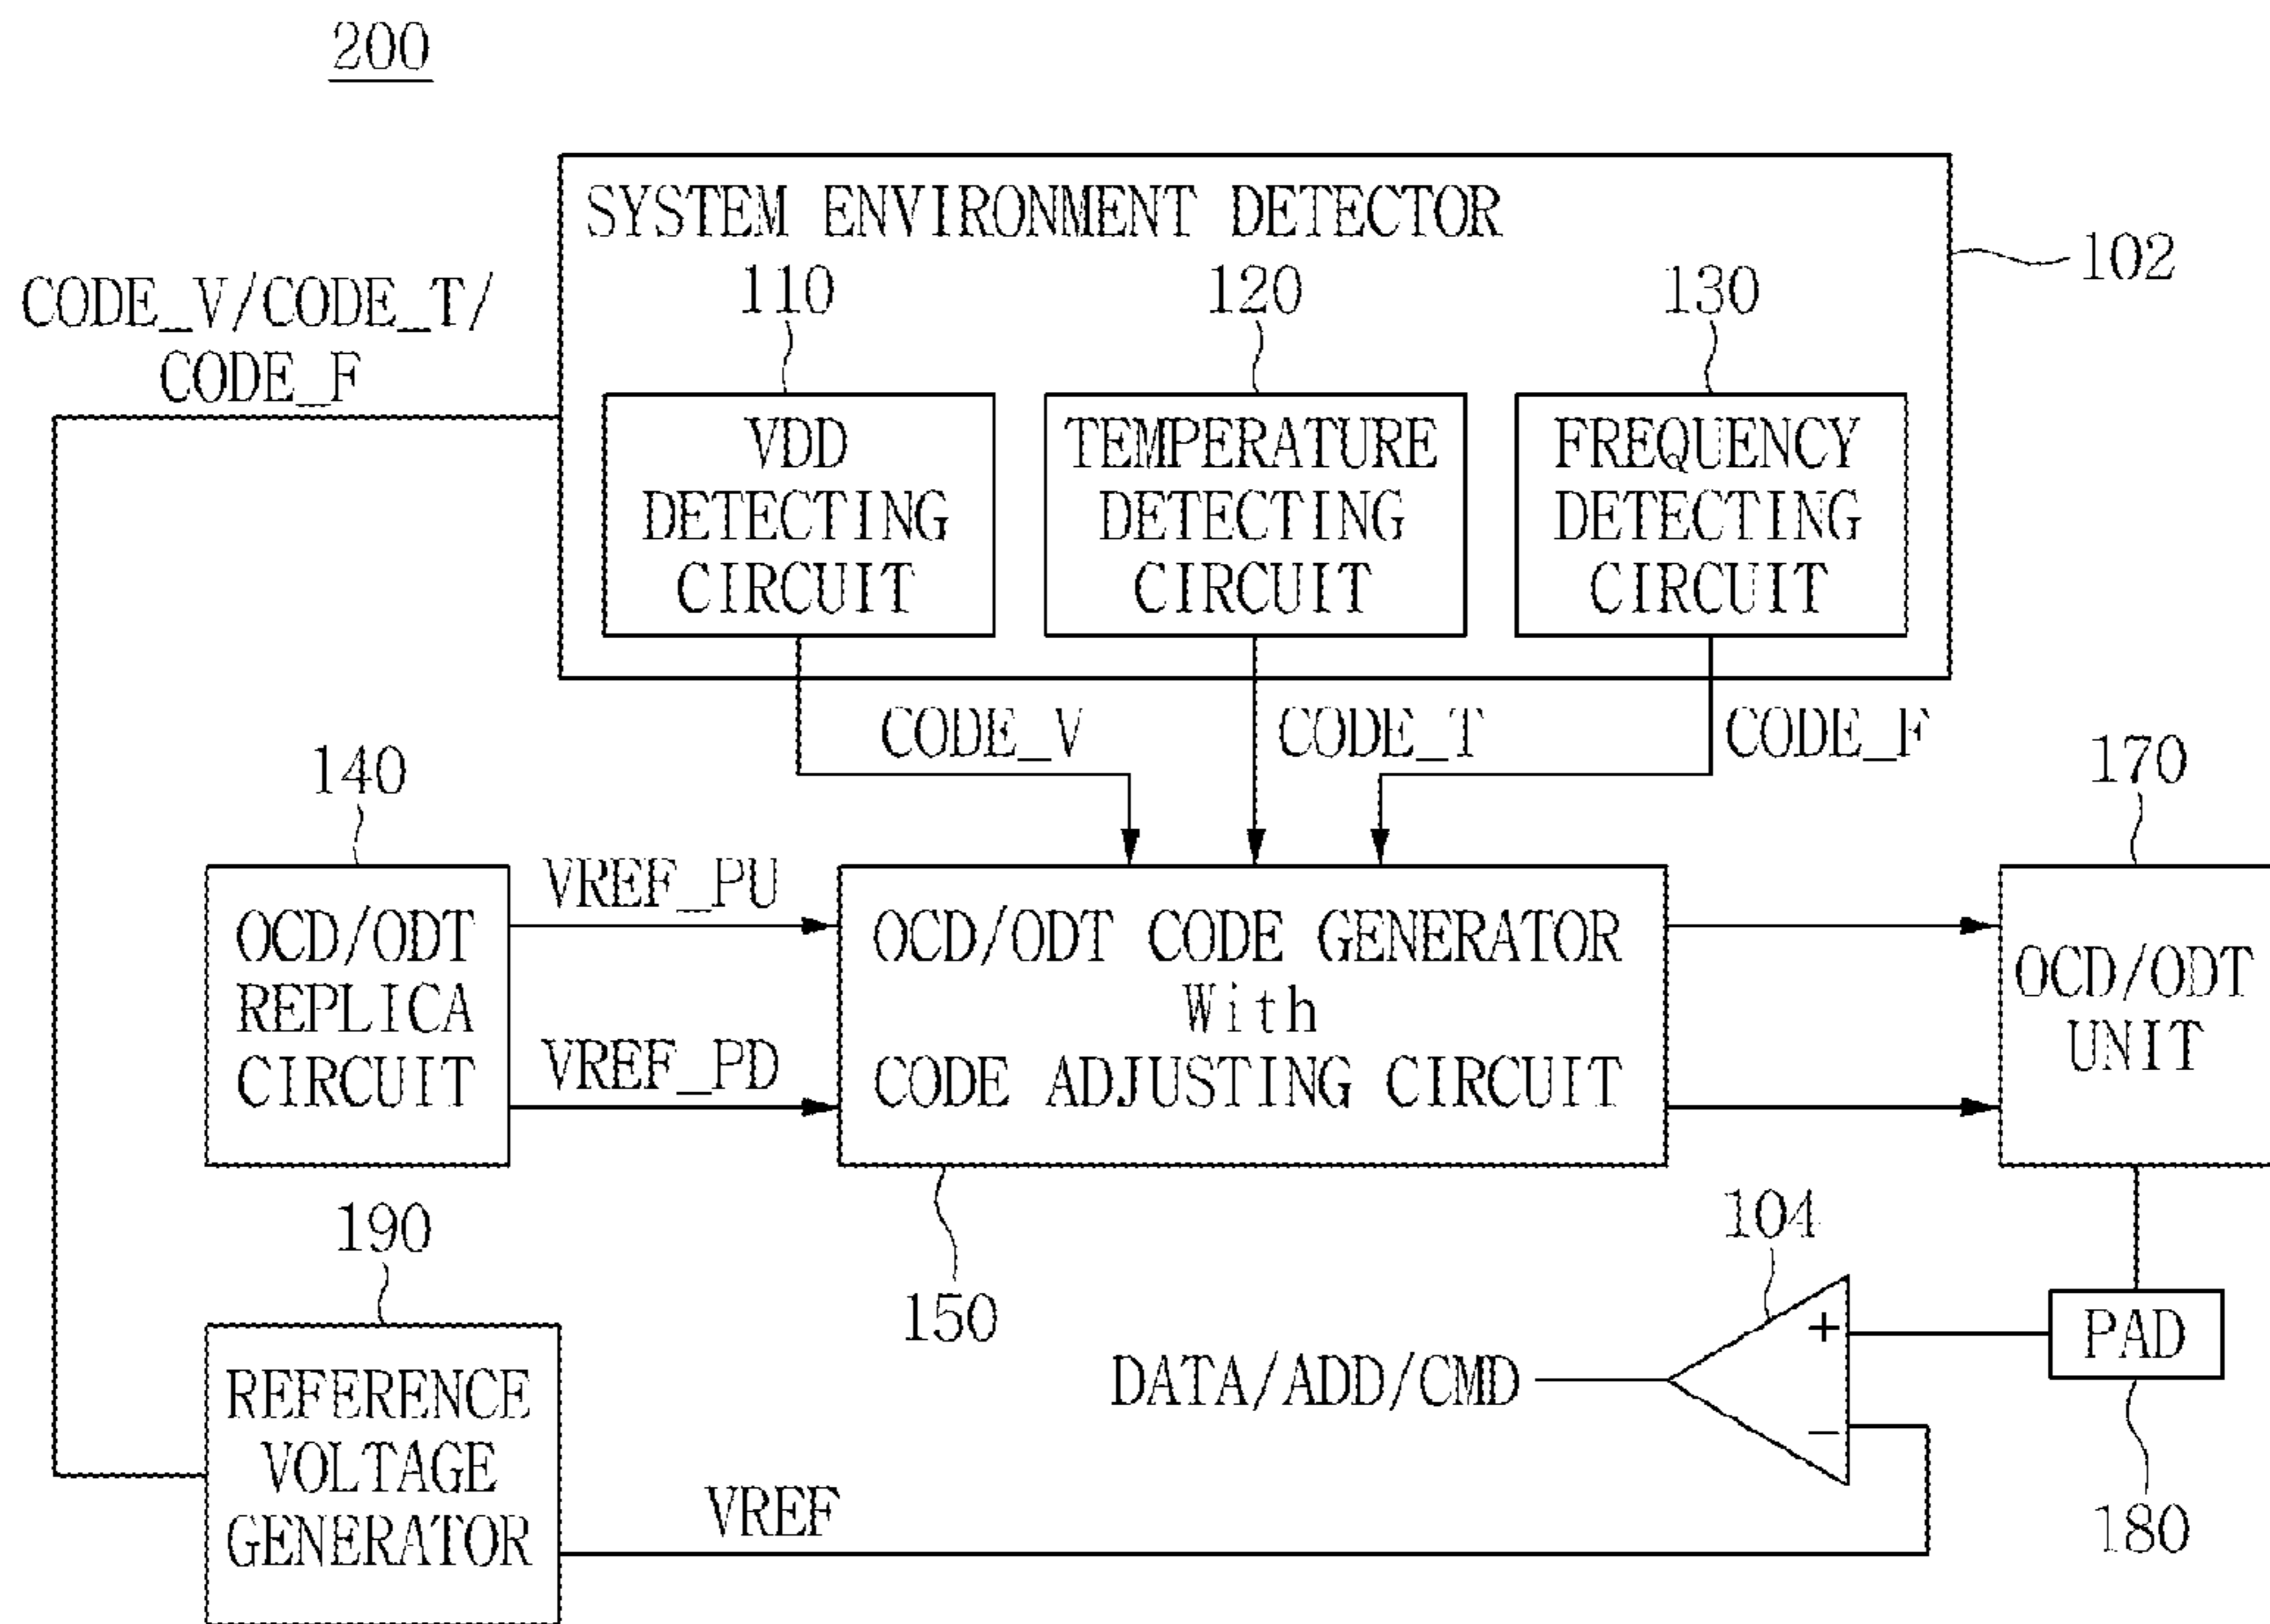 200
SYSTEM ENVIRONMENT DETECTOR
102
CODE_V/CODE_T/
CODE_F
110
120
130
VDD
DETECTING
CIRCUIT
TEMPERATURE
DETECTING
CIRCUIT
FREQUENCY
DETECTING
CIRCUIT
CODE_V
CODE_T
CODE_F
140
170
OCD/ODT
REPLICA
CIRCUIT
VREF_PU
VREF_PD
OCD/ODT CODE GENERATOR
With
CODE ADJUSTING CIRCUIT
OCD/ODT
UNIT
150
190
104
REFERENCE
VOLTAGE
GENERATOR
DATA/ADD/CMD
+
−
PAD
180
VREF